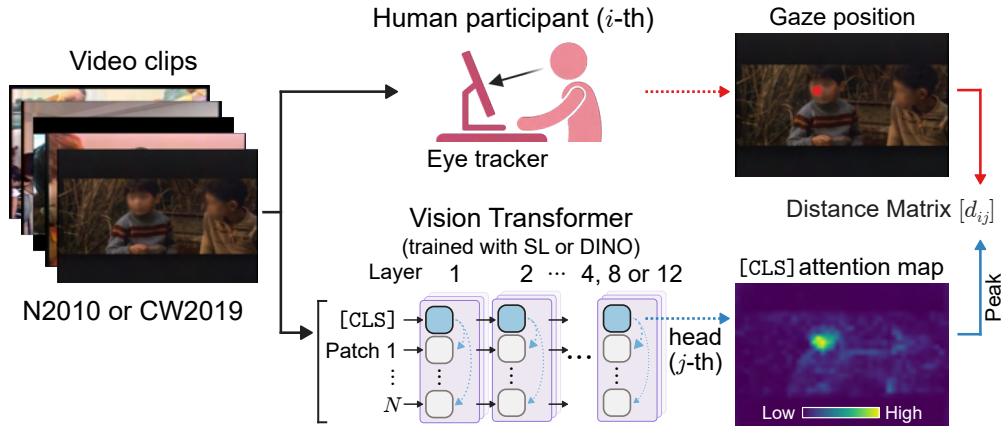 Human participant (i-th)
Gaze position
Video clips
Eye tracker
Distance Matrix [d_{ij}]
Vision Transformer
(trained with SL or DINO)
Layer 1 2 ··· 4, 8 or 12
[CLS] attention map
N2010 or CW2019
[CLS]
Patch 1
⋮
N
...
head
(j-th)
Peak
Low High